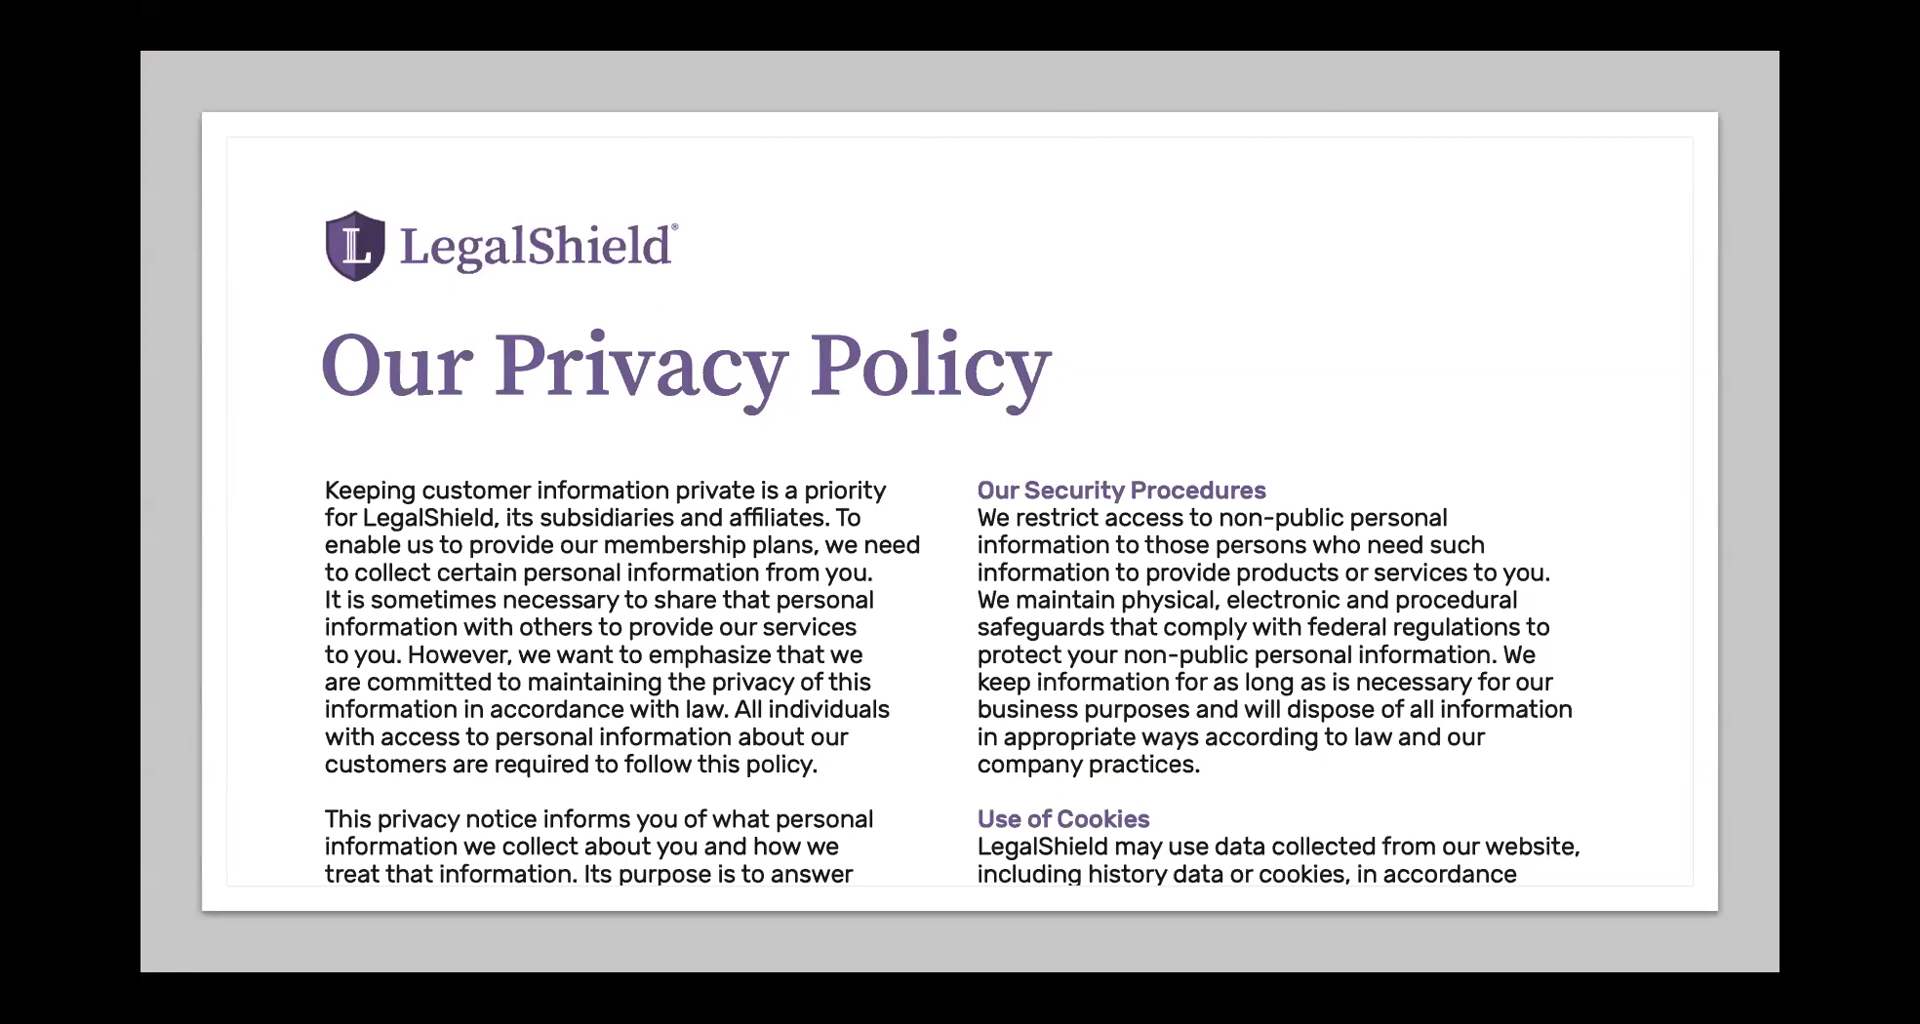 LegalShield®
Our Privacy Policy
Keeping customer information private is a priority
for LegalShield, its subsidiaries and affiliates. To
enable us to provide our membership plans, we need
to collect certain personal information from you.
It is sometimes necessary to share that personal
information with others to provide our services
to you. However, we want to emphasize that we
are committed to maintaining the privacy of this
information in accordance with law. All individuals
with access to personal information about our
customers are required to follow this policy.
This privacy notice informs you of what personal
information we collect about you and how we
treat that information. Its purpose is to answer
Our Security Procedures
We restrict access to non-public personal
information to those persons who need such
information to provide products or services to you.
We maintain physical, electronic and procedural
safeguards that comply with federal regulations to
protect your non-public personal information. We
keep information for as long as is necessary for our
business purposes and will dispose of all information
in appropriate ways according to law and our
company practices.
Use of Cookies
LegalShield may use data collected from our website,
including history data or cookies, in accordance